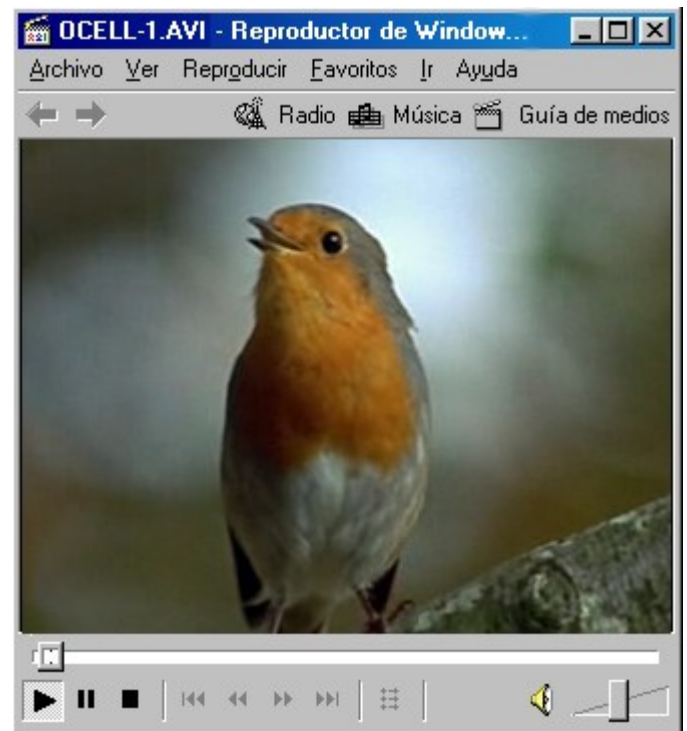 OCELL-1.AVI - Reproductor de Window...
Archivo Ver Reproducir Favoritos Ir Ayuda
Radio Música Guía de medios